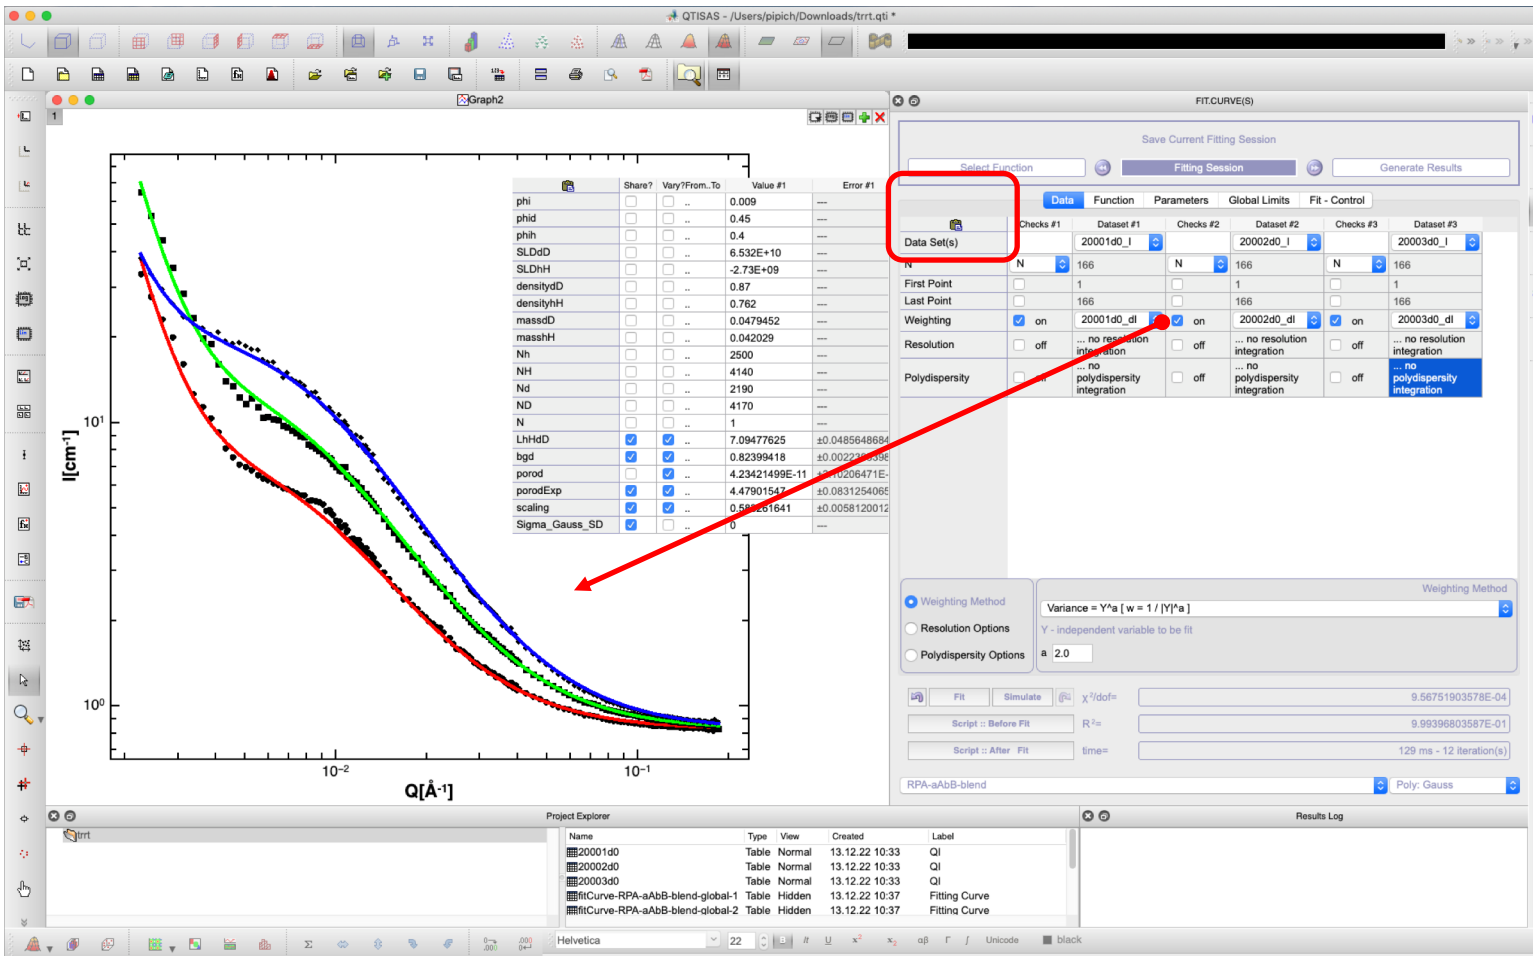 QTISAS - /Users/pipich/Downloads/trrt.qti *
Graph2
1
I[cm-1]
10¹
10⁰
10⁻²
10⁻¹
Q[Å-1]
Share? Vary? From..To Value #1 Error #1
phi .. 0.009 ---
phid .. 0.45 ---
phih .. 0.4 ---
SLDdD .. 6.532E+10 ---
SLDhH .. -2.73E+09 ---
densitydD .. 0.87 ---
densityhH .. 0.762 ---
massdD .. 0.0479452 ---
masshH .. 0.042029 ---
Nh .. 2500 ---
NH .. 4140 ---
Nd .. 2190 ---
ND .. 4170 ---
N .. 1 ---
LhHdD .. 7.09477625 ±0.0485648684
bgd .. 0.82399418
porod .. 4.23421499E-11
porodExp .. 4.47901547 ±0.0831254065
scaling .. ±0.0058120012
Sigma_Gauss_SD .. 0 ---
FIT.CURVE(S)
Save Current Fitting Session
Select Function Fitting Session Generate Results
Data Function Parameters Global Limits Fit - Control
Checks #1 Dataset #1 Checks #2 Dataset #2 Checks #3 Dataset #3
Data Set(s) 20001d0_I 20002d0_I 20003d0_I
N N 166 N 166 N 166
First Point 1 1 1
Last Point 166 166 166
Weighting on 20001d0_dI on 20002d0_dI on 20003d0_dI
Resolution off ... no resolution integration off ... no resolution integration off ... no resolution integration
Polydispersity off ... no polydispersity integration off ... no polydispersity integration off ... no polydispersity integration
Weighting Method
Resolution Options
Polydispersity Options
Weighting Method
Variance = Y^a [ w = 1 / |Y|^a ]
Y - independent variable to be fit
a 2.0
Fit Simulate χ²/dof= 9.56751903578E-04
Script :: Before Fit R²= 9.99396803587E-01
Script :: After Fit time= 129 ms - 12 iteration(s)
RPA-aAbB-blend Poly: Gauss
Project Explorer
trrt
Name Type View Created Label
20001d0 Table Normal 13.12.22 10:33 QI
20002d0 Table Normal 13.12.22 10:33 QI
20003d0 Table Normal 13.12.22 10:33 QI
fitCurve-RPA-aAbB-blend-global-1 Table Hidden 13.12.22 10:37 Fitting Curve
fitCurve-RPA-aAbB-blend-global-2 Table Hidden 13.12.22 10:37 Fitting Curve
Results Log
Helvetica 22 B It U x² x₂ αβ Γ ∫ Unicode black